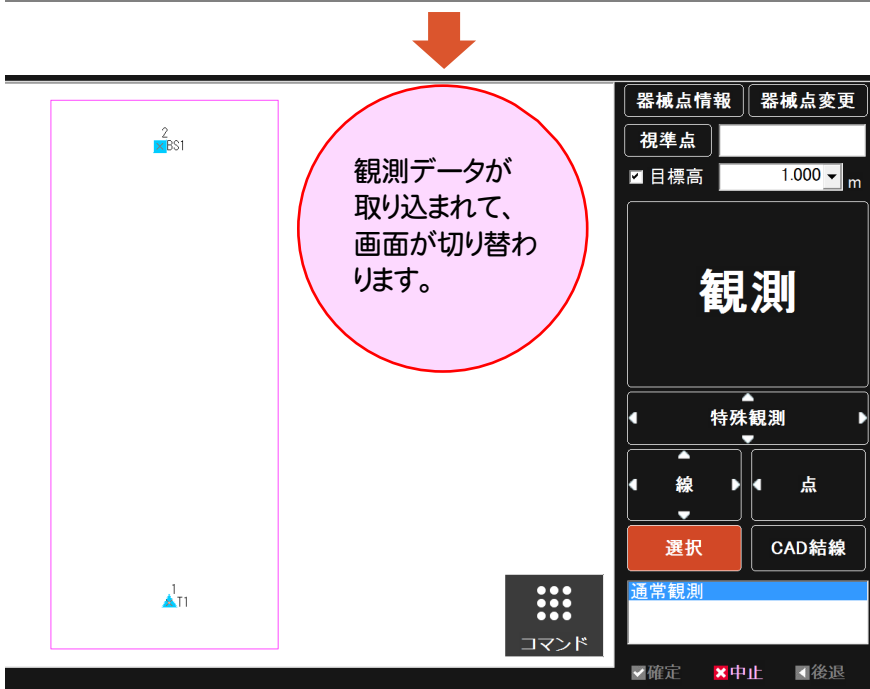 2
BS1
観測データが
取り込まれて、
画面が切り替わ
ります。
1
T1
コマンド
器械点情報 器械点変更
視準点
目標高 1.000 m
観測
特殊観測
線 点
選択 CAD結線
通常観測
確定 中止 後退